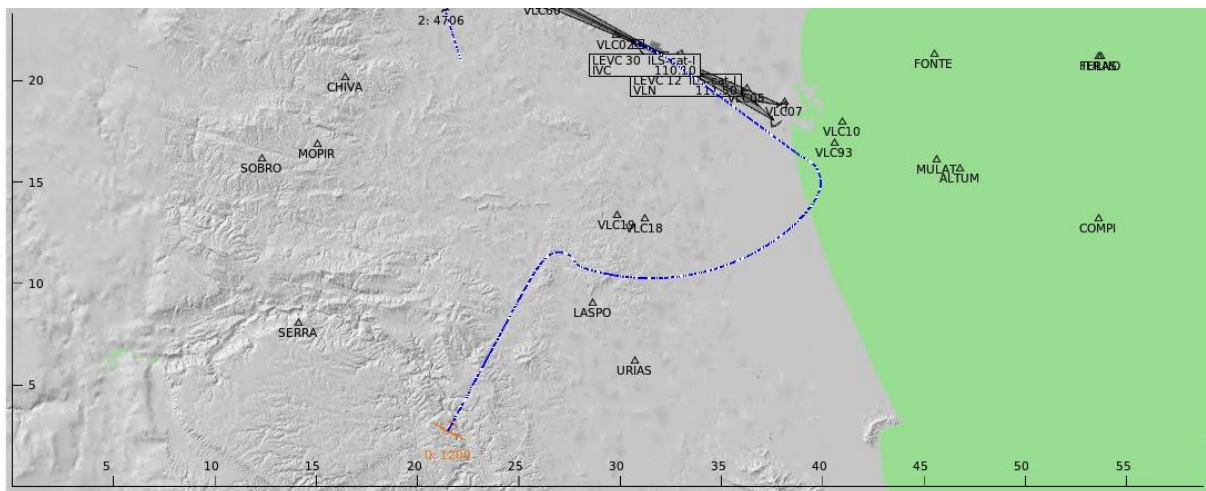 VLC60
2: 4706
VLC02
LEVC 30 ILS-cat-I
IVC 110.10
LEVC 12 ILS-cat-I
VLN 111.50
VLC05
VLC07
FONTE
20
CHIVA
VLC10
VLC93
MOPIR
SOBRO
MULAT
ALTUM
15
VLC19
VLC18
COMPI
10
LASPO
SERRA
URIAS
5
0: 1200
5 10 15 20 25 30 35 40 45 50 55